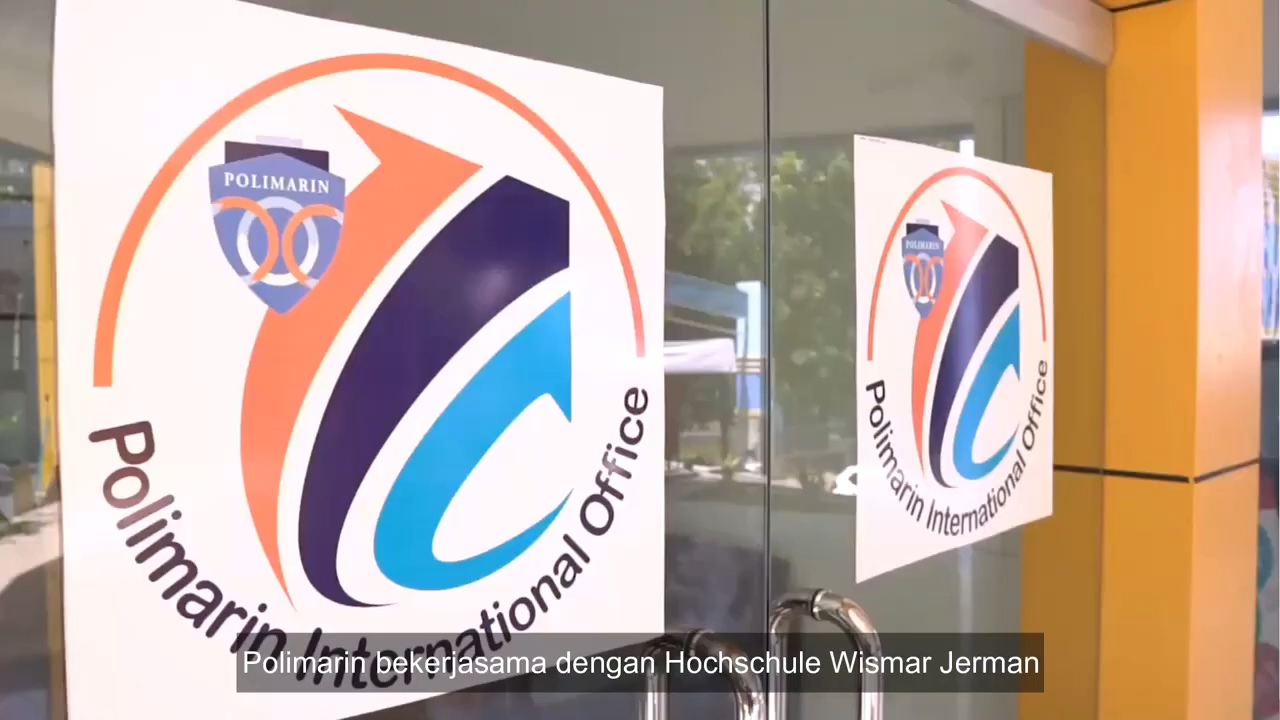 POLIMARIN
Polimarin International Office
POLIMARIN
Polimarin International Office
Polimarin bekerjasama dengan Hochschule Wismar Jerman